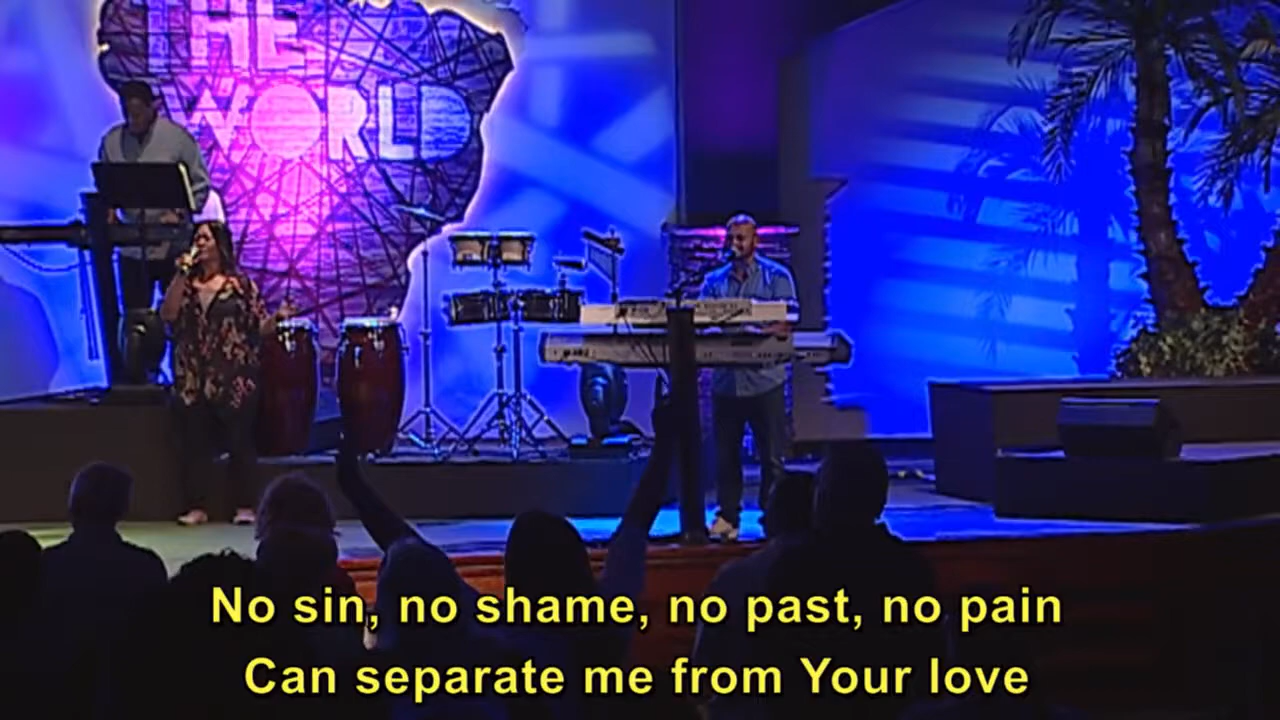 THE
WORLD
No sin, no shame, no past, no pain
Can separate me from Your love